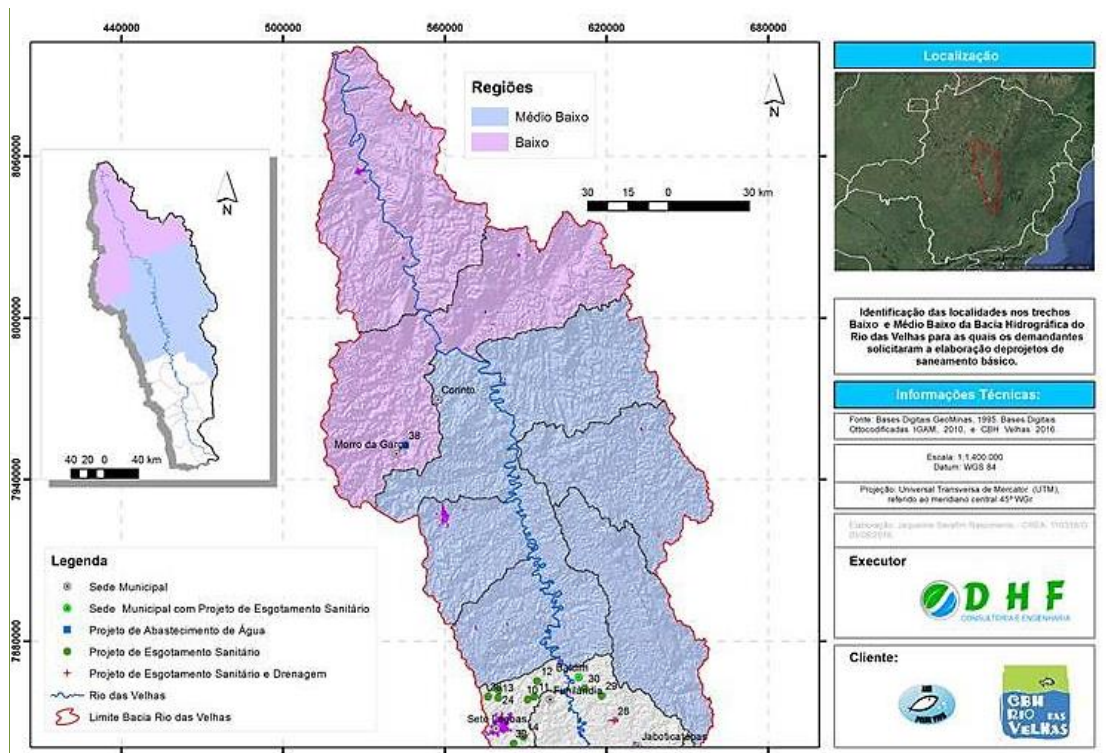 440000 500000 560000 620000 680000
Regiões
Médio Baixo
Baixo
N
30 15 0 30 km
8060000
8000000
7940000
7880000
N
40 20 0 40 km
Corinto
38
Morro da Garça
Baldim
12
30
13
10
11
Funilândia
29
24
28
Sete Lagoas
Jaboticatubas
Legenda
Sede Municipal
Sede Municipal com Projeto de Esgotamento Sanitário
Projeto de Abastecimento de Água
Projeto de Esgotamento Sanitário
Projeto de Esgotamento Sanitário e Drenagem
Rio das Velhas
Limite Bacia Rio das Velhas
Localização
Identificação das localidades nos trechos
Baixo e Médio Baixo da Bacia Hidrográfica do
Rio das Velhas para as quais os demandantes
solicitaram a elaboração deprojetos de
saneamento básico.
Informações Técnicas:
Fonte: Bases Digitais GeoMinas, 1995. Bases Digitais
Ottocodificadas IGAM, 2010, e CBH Velhas 2016.
Escala: 1:1.400.000
Datum: WGS 84
Projeção: Universal Transversa de Mercator (UTM),
referido ao meridiano central 45º WGr
Executor
DHF
CONSULTORIA E ENGENHARIA
Cliente:
CBH
RIO DAS
VELHAS